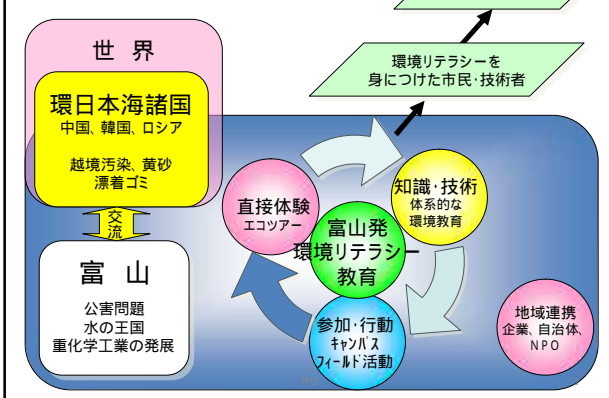 世 界
環日本海諸国
中国、韓国、ロシア
越境汚染、黄砂
漂着ゴミ
交
流
富 山
公害問題
水の王国
重化学工業の発展
環境リテラシーを
身につけた市民・技術者
直接体験
エコツアー
知識・技術
体系的な
環境教育
富山発
環境リテラシー
教育
参加・行動
キャンパス
フィールド活動
地域連携
企業、自治体、
NPO